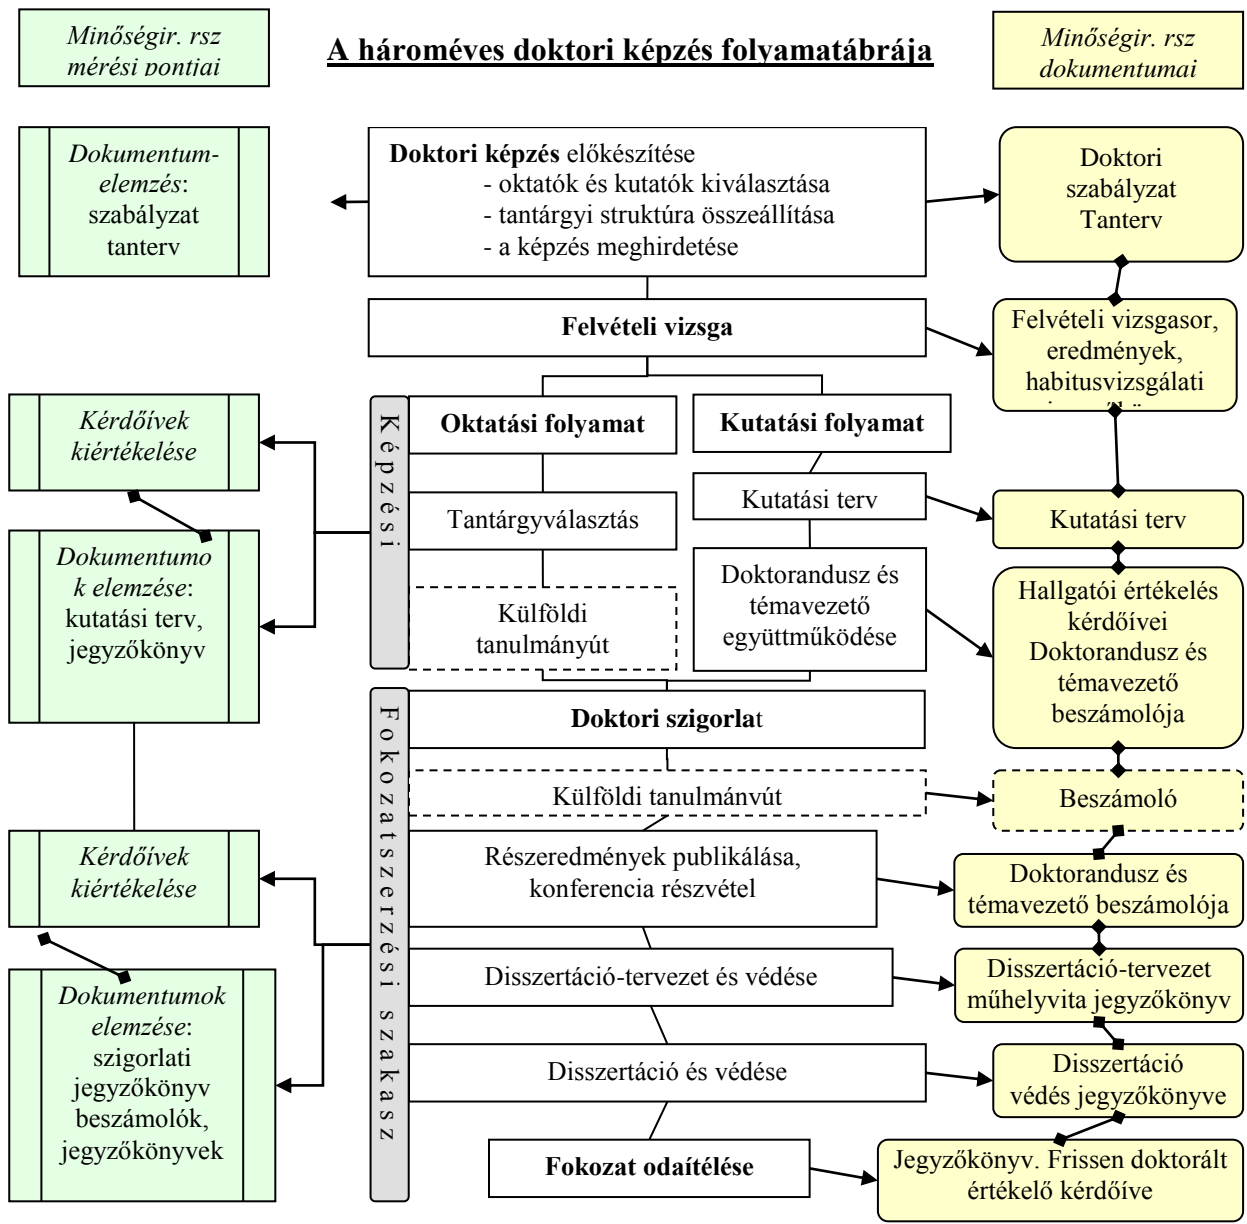 Minőségir. rsz
mérési pontjai
A hároméves doktori képzés folyamatábrája
Minőségir. rsz
dokumentumai
Dokumentum-
elemzés:
szabályzat
tanterv
Doktori képzés előkészítése
- oktatók és kutatók kiválasztása
- tantárgyi struktúra összeállítása
- a képzés meghirdetése
Doktori
szabályzat
Tanterv
Felvételi vizsga
Felvételi vizsgasor,
eredmények,
habitusvizsgálati
Kérdőívek
kiértékelése
Képzési
Oktatási folyamat
Kutatási folyamat
Tantárgyválasztás
Kutatási terv
Kutatási terv
Dokumentumo
k elemzése:
kutatási terv,
jegyzőkönyv
Külföldi
tanulmányút
Doktorandusz és
témavezető
együttműködése
Hallgatói értékelés
kérdőívei
Doktorandusz és
témavezető
beszámolója
Fokozatszerzési szakasz
Doktori szigorlat
Külföldi tanulmányút
Beszámoló
Kérdőívek
kiértékelése
Részeredmények publikálása,
konferencia részvétel
Doktorandusz és
témavezető beszámolója
Disszertáció-tervezet és védése
Disszertáció-tervezet
műhelyvita jegyzőkönyv
Dokumentumok
elemzése:
szigorlati
jegyzőkönyv
beszámolók,
jegyzőkönyvek
Disszertáció és védése
Disszertáció
védés jegyzőkönyve
Fokozat odaítélése
Jegyzőkönyv. Frissen doktorált
értékelő kérdőíve